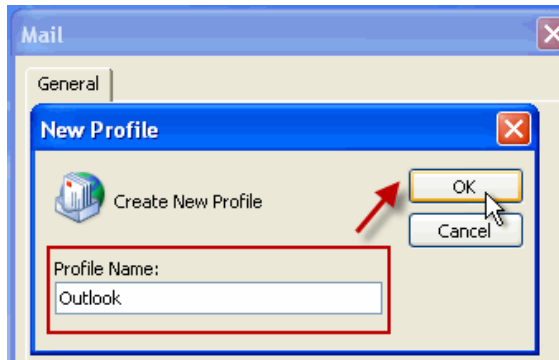 Mail
General
New Profile
Create New Profile
OK
Cancel
Profile Name:
Outlook